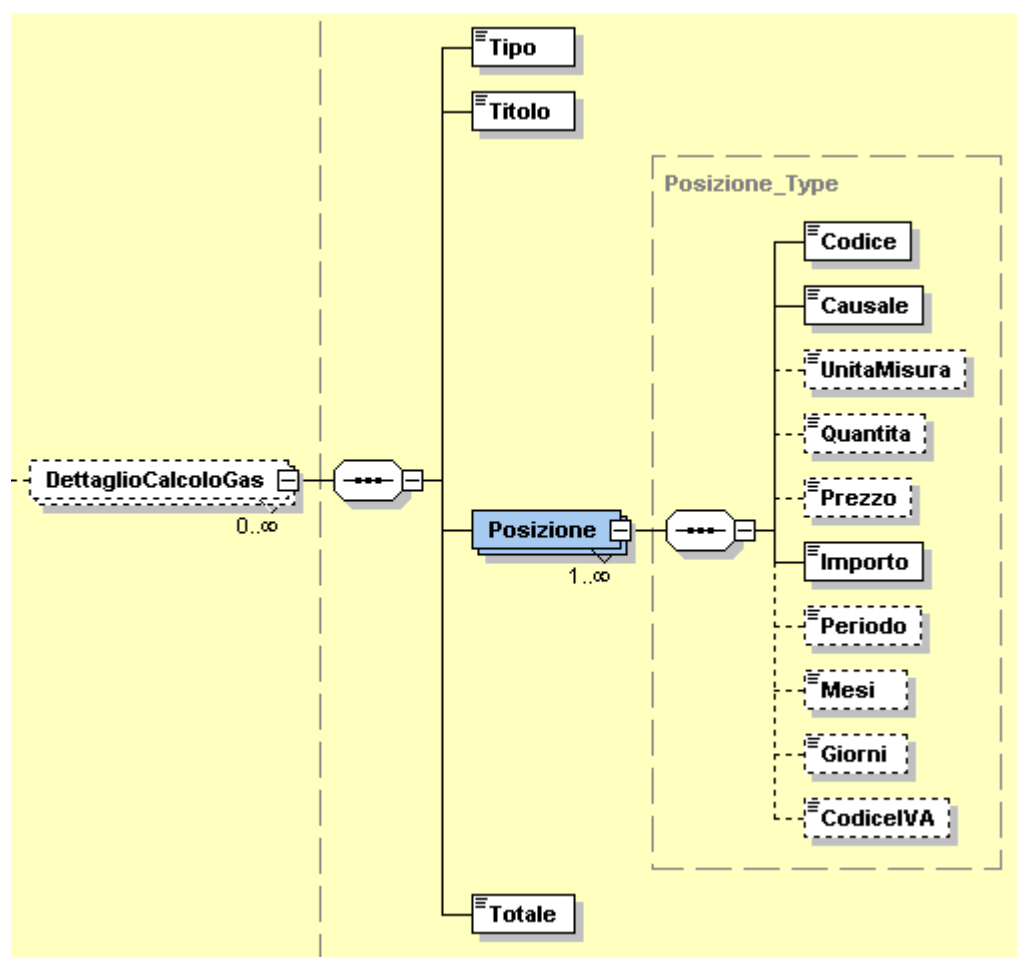 Tipo
Titolo
Posizione_Type
Codice
Causale
UnitaMisura
Quantita
DettaglioCalcoloGas
0..∞
Prezzo
Posizione
1..∞
Importo
Periodo
Mesi
Giorni
CodiceIVA
Totale